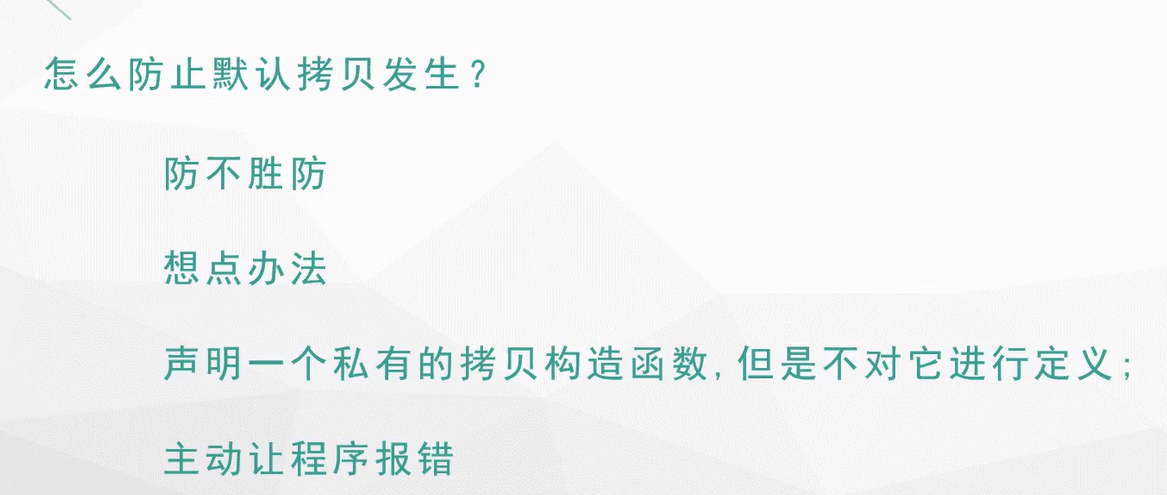 怎么防止默认拷贝发生?
防不胜防
想点办法
声明一个私有的拷贝构造函数,但是不对它进行定义;
主动让程序报错